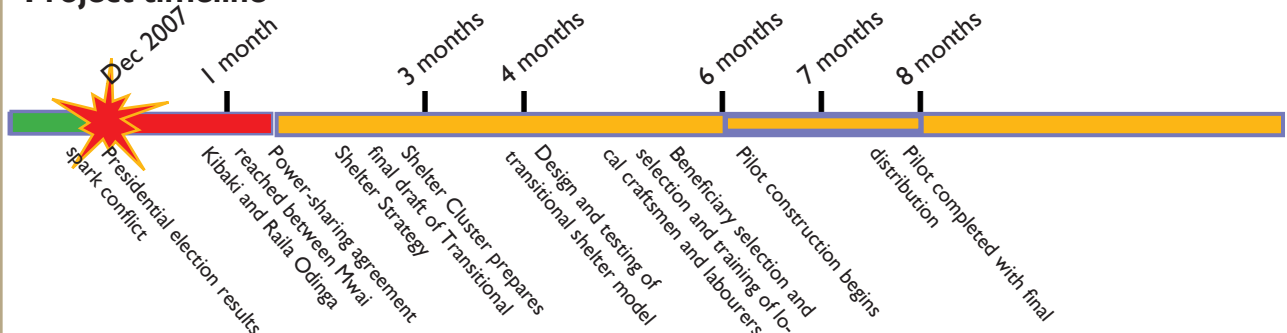 Project timeline
Dec 2007
1 month
3 months
4 months
6 months
7 months
8 months
Presidential election results
spark conflict
Power-sharing agreement
reached between Mwai
Kibaki and Raila Odinga
Shelter Cluster prepares
final draft of Transitional
Shelter Strategy
Design and testing of
transitional shelter model
Beneficiary selection and
selection and training of lo-
cal craftsmen and labourers
Pilot construction begins
Pilot completed with final
distribution